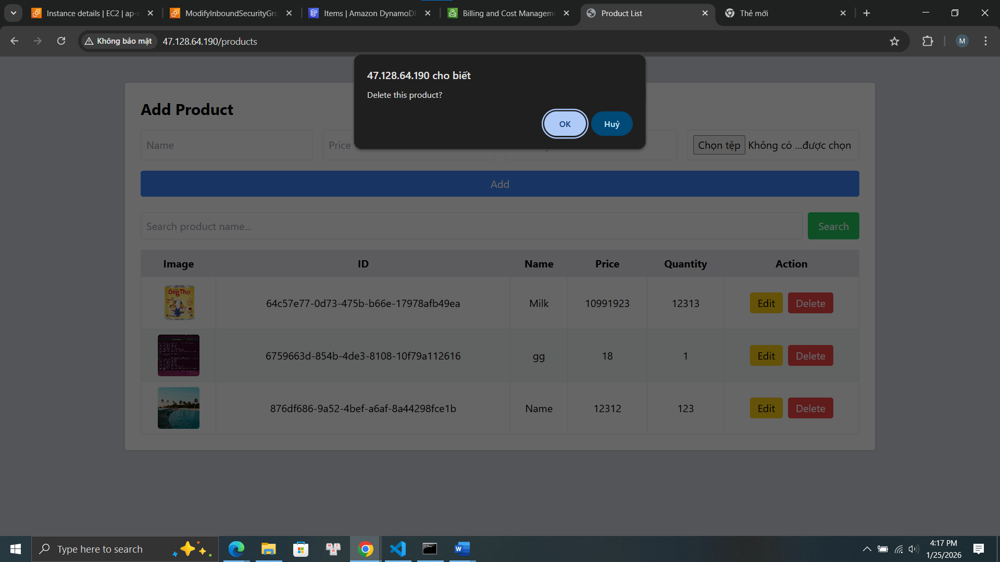 Instance details | EC2 | ap-s
ModifyInboundSecurityGro
Items | Amazon DynamoDB
Billing and Cost Managem
Product List
Thẻ mới
Không bảo mật
47.128.64.190/products
M
47.128.64.190 cho biết
Delete this product?
OK
Huỷ
Add Product
Name
Price
Chọn tệp
Không có ...được chọn
Add
Search product name...
Search
Image
ID
Name
Price
Quantity
Action
Ông Thọ
64c57e77-0d73-475b-b66e-17978afb49ea
Milk
10991923
12313
Edit
Delete
6759663d-854b-4de3-8108-10f79a112616
gg
18
1
Edit
Delete
876df686-9a52-4bef-a6af-8a44298fce1b
Name
12312
123
Edit
Delete
Type here to search
4:17 PM
1/25/2026